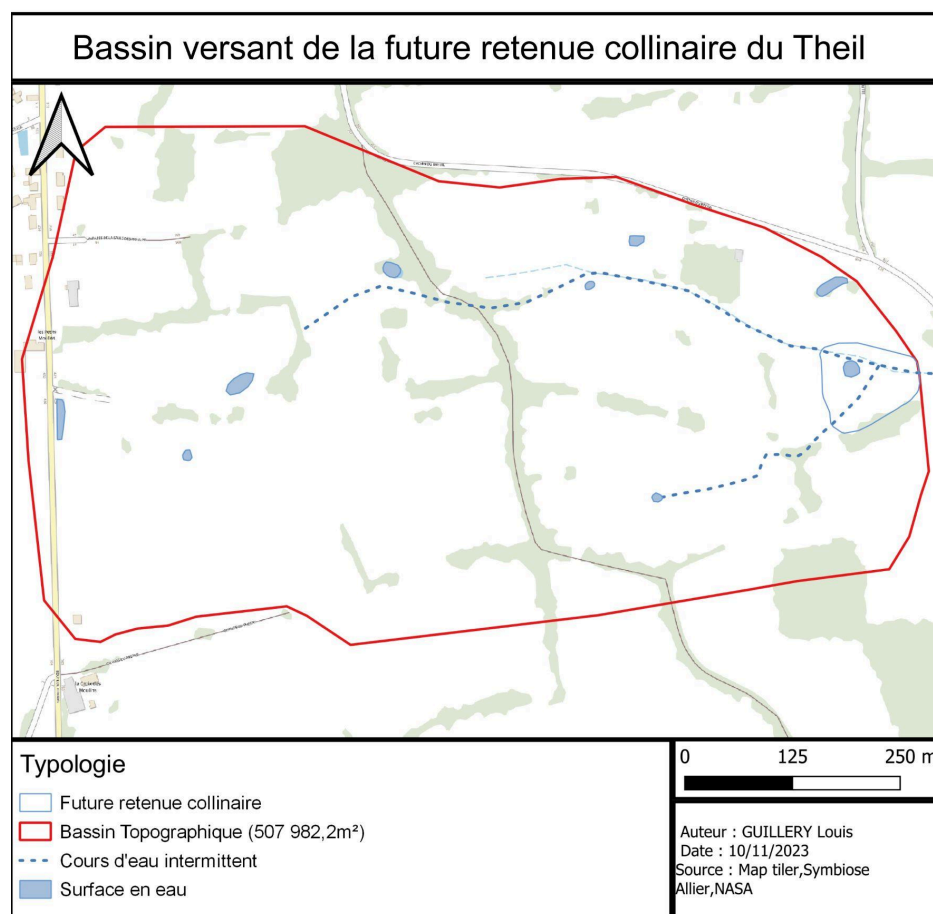 Bassin versant de la future retenue collinaire du Theil
Typologie
Future retenue collinaire
Bassin Topographique (507 982,2m²)
Cours d'eau intermittent
Surface en eau
0 125 250 m
Auteur : GUILLERY Louis
Date : 10/11/2023
Source : Map tiler,Symbiose
Allier,NASA